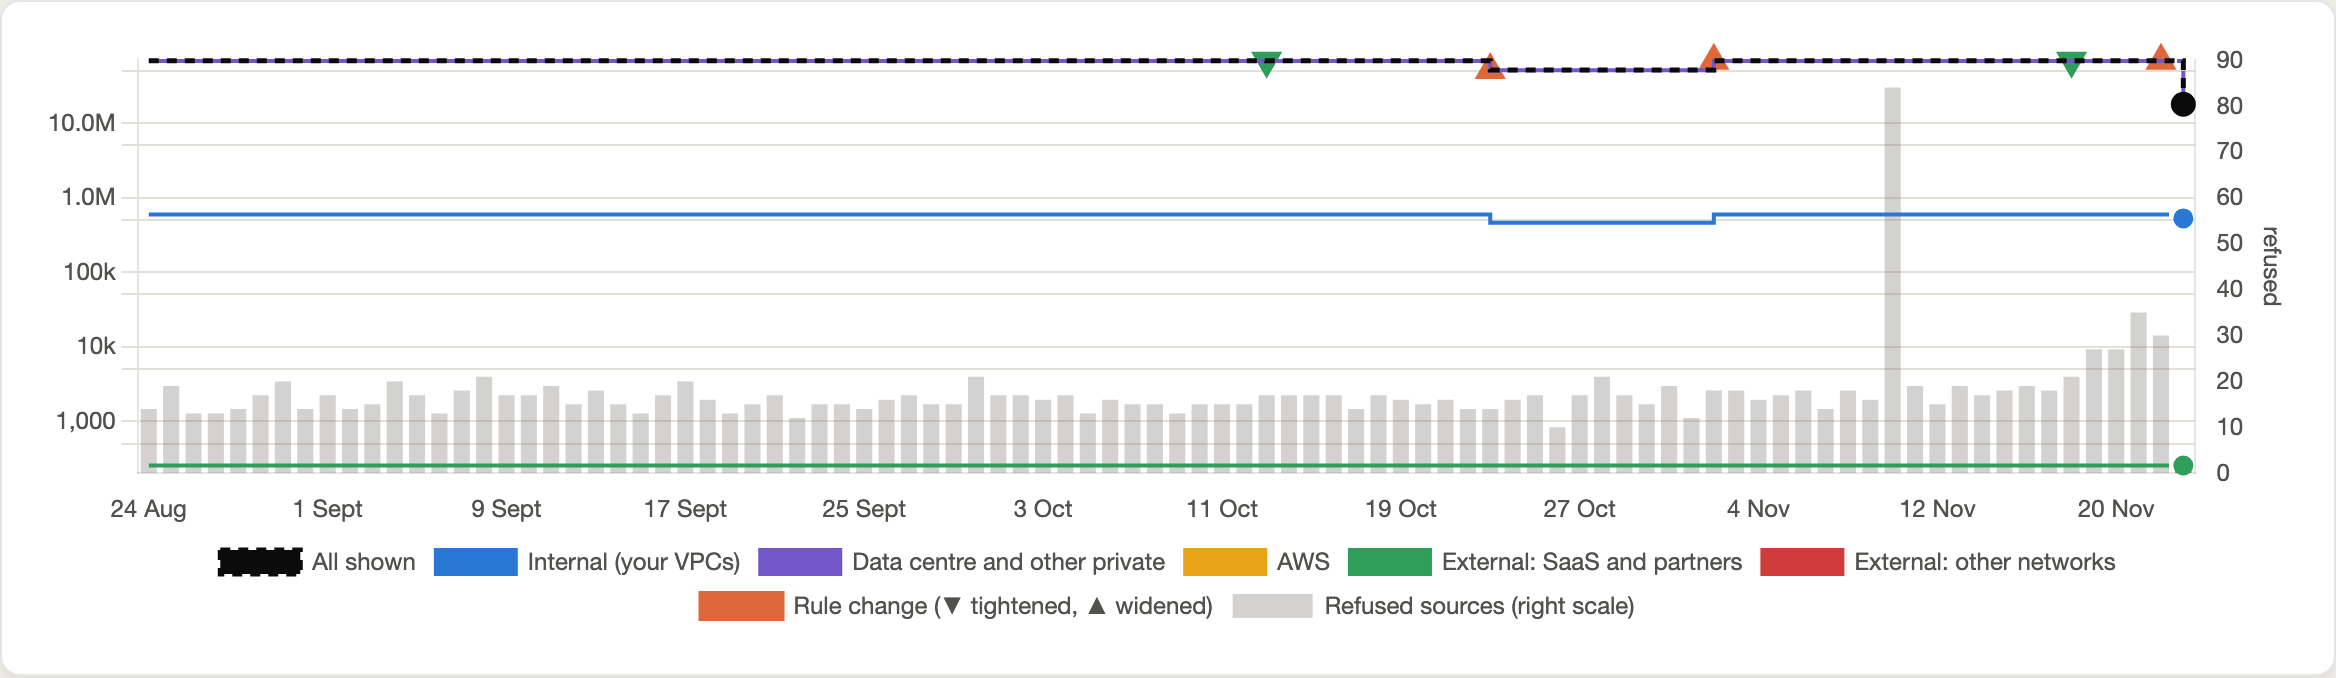 90
80
10.0M
70
1.0M
60
50
refused
100k
40
10k
30
20
1,000
10
0
24 Aug 1 Sept 9 Sept 17 Sept 25 Sept 3 Oct 11 Oct 19 Oct 27 Oct 4 Nov 12 Nov 20 Nov
All shown Internal (your VPCs) Data centre and other private AWS External: SaaS and partners External: other networks
Rule change (▼ tightened, ▲ widened) Refused sources (right scale)